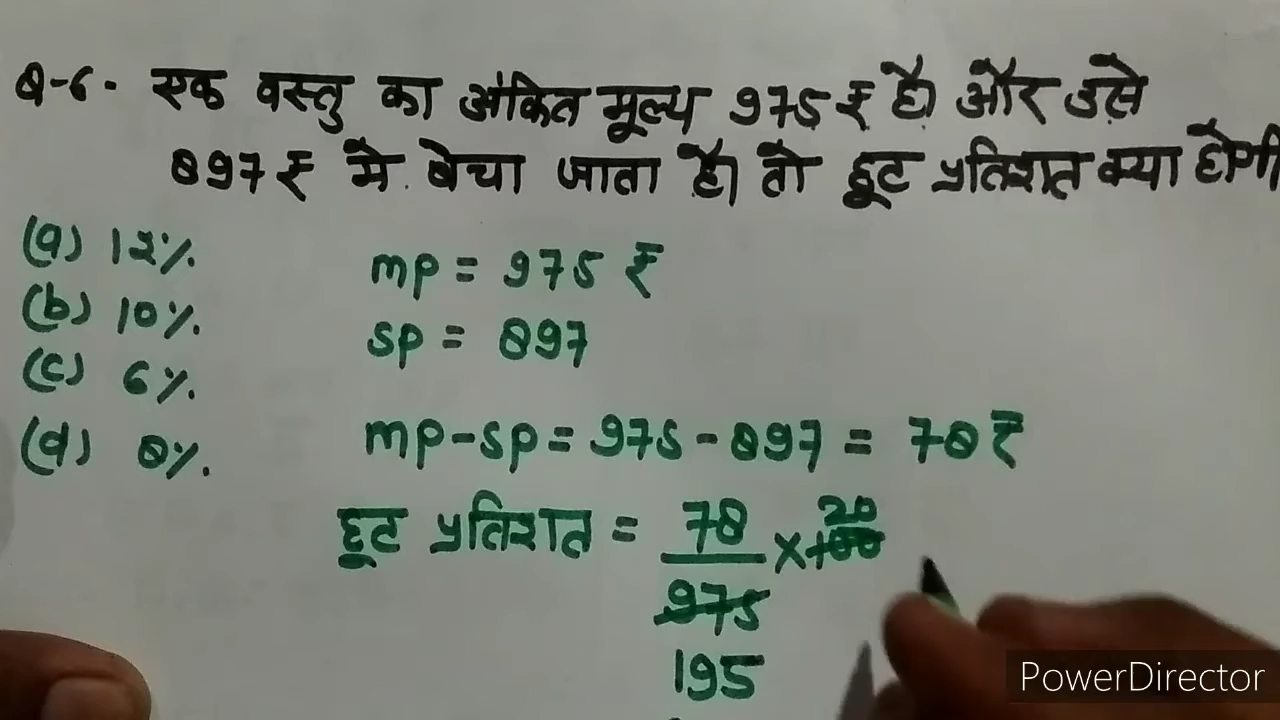 Q-6. एक वस्तु का अंकित मूल्य 975 ₹ है। और उसे
897 ₹ मे बेचा जाता है। तो छूट प्रतिशत क्या होगी
(a) 12%.
(b) 10%.
(c) 6%.
(d) 8%.
mp = 975 ₹
sp = 897
mp-sp = 975 - 897 = 78 ₹
छूट प्रतिशत = 78 × 100
20
975
195
PowerDirector